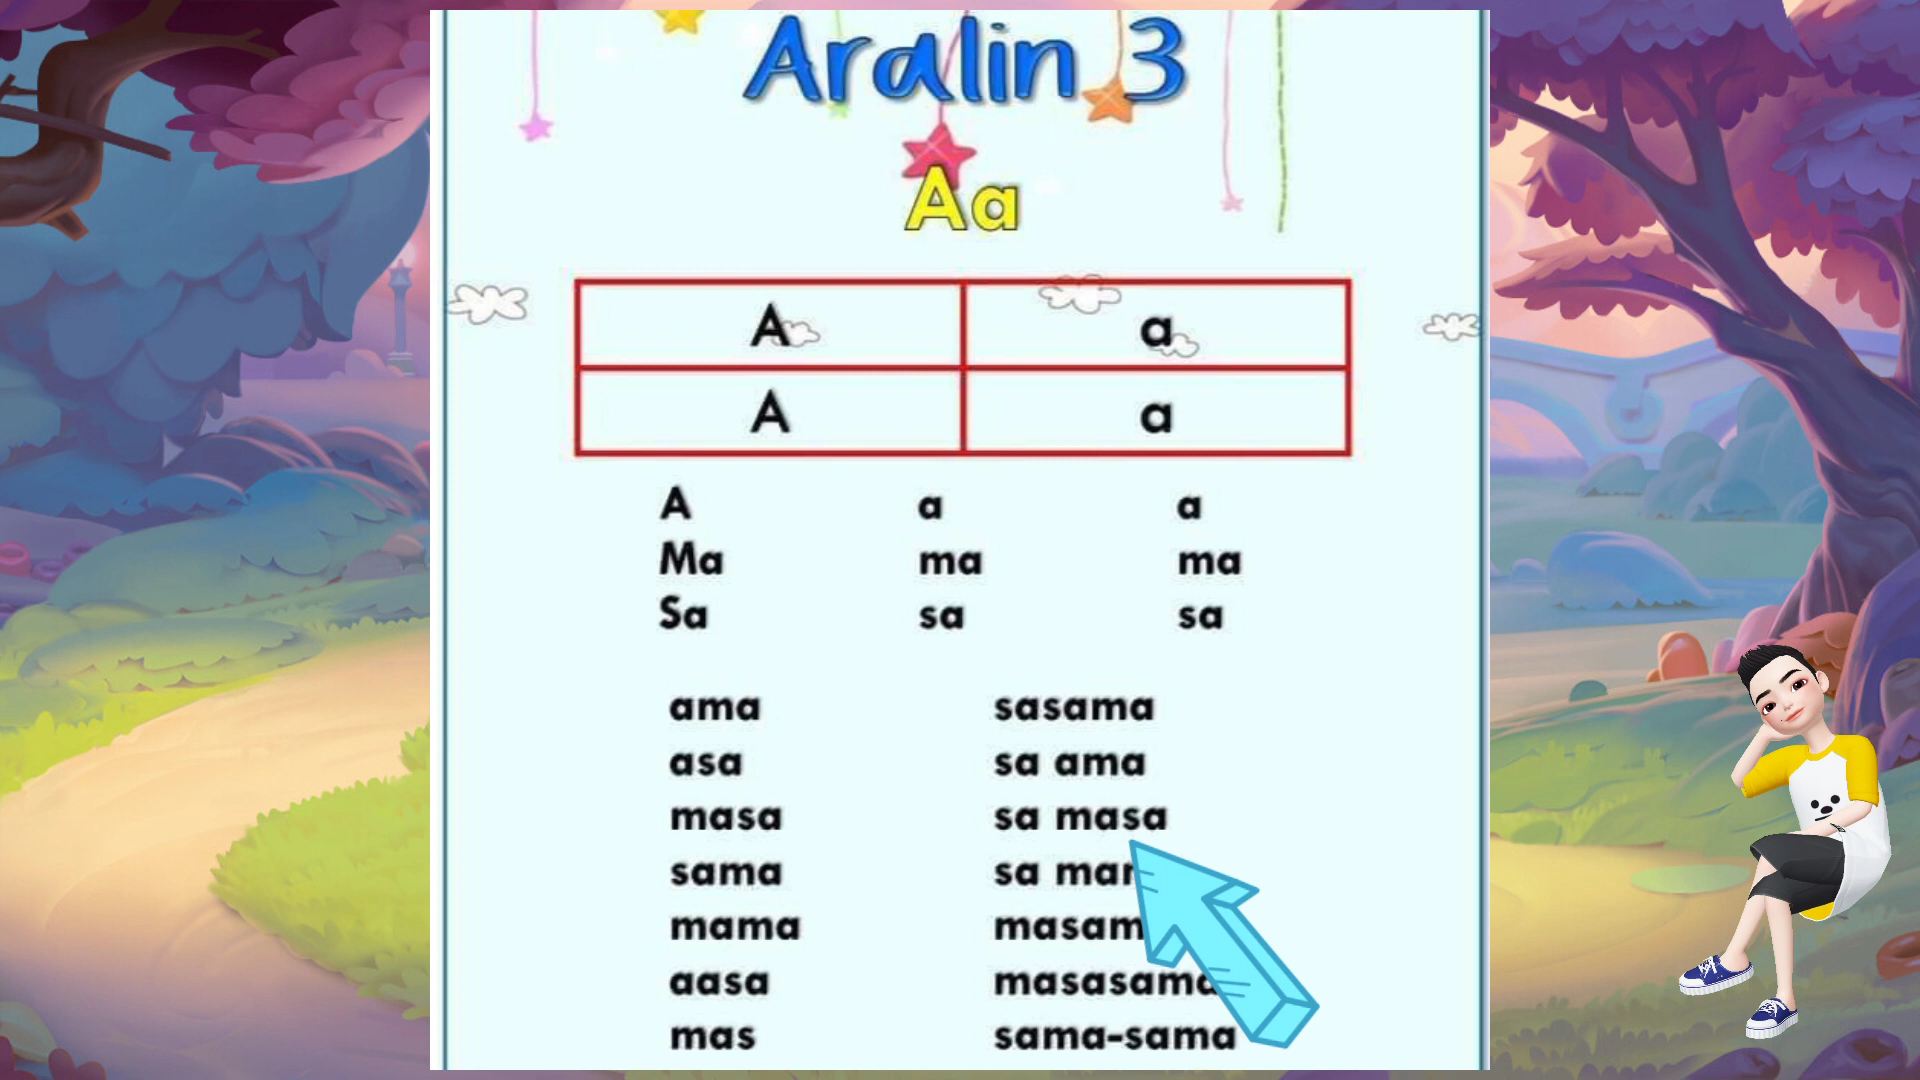 Aralin 3
Aa
A a
A a
A a a
Ma ma ma
Sa sa sa
ama sasama
asa sa ama
masa sa masa
sama sa
mama
aasa
mas sama-sama